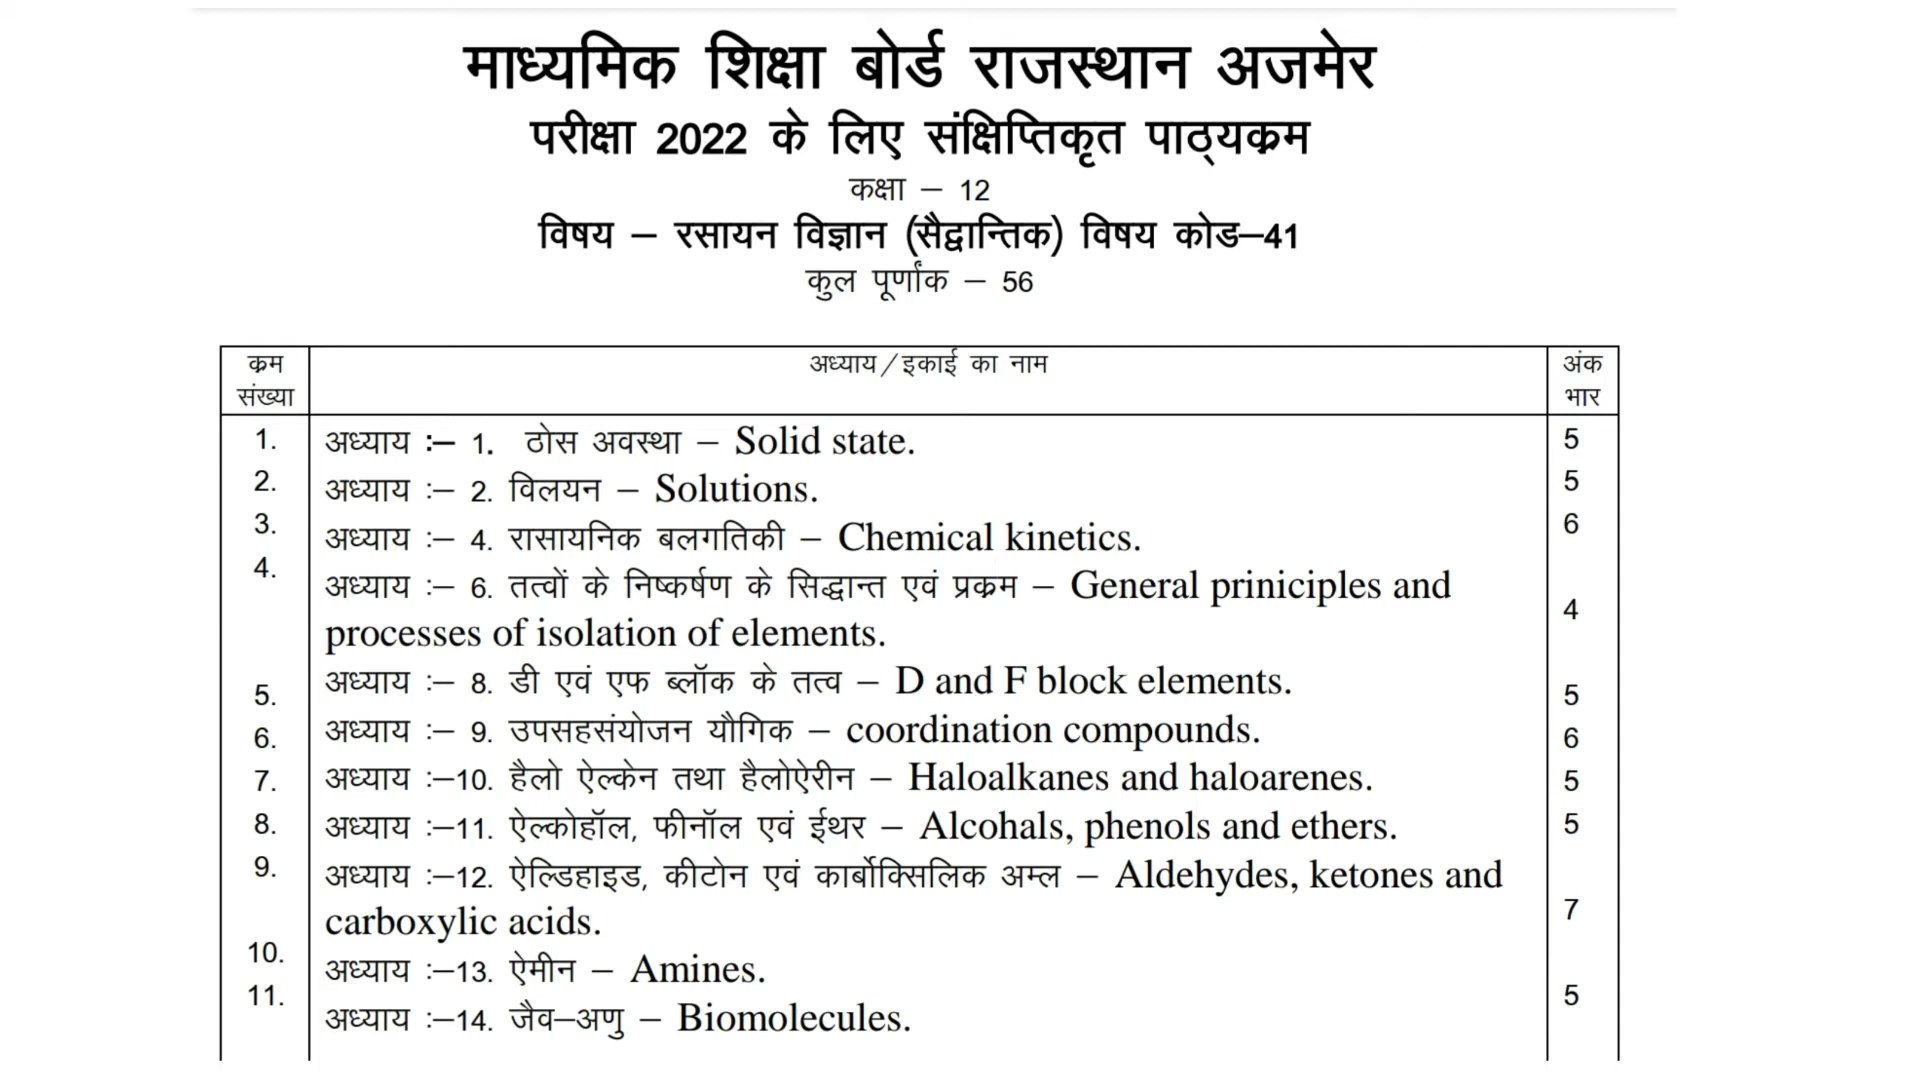 माध्यमिक शिक्षा बोर्ड राजस्थान अजमेर
परीक्षा 2022 के लिए संक्षिप्तिकृत पाठ्यक्रम
कक्षा – 12
विषय – रसायन विज्ञान (सैद्वान्तिक) विषय कोड–41
कुल पूर्णांक – 56
क्रम संख्या अध्याय/इकाई का नाम अंक भार
1. अध्याय :– 1. ठोस अवस्था – Solid state. 5
2. अध्याय :– 2. विलयन – Solutions. 5
3. अध्याय :– 4. रासायनिक बलगतिकी – Chemical kinetics. 6
4. अध्याय :– 6. तत्वों के निष्कर्षण के सिद्धान्त एवं प्रक्रम – General priniciples and
processes of isolation of elements. 4
5. अध्याय :– 8. डी एवं एफ ब्लॉक के तत्व – D and F block elements. 5
6. अध्याय :– 9. उपसहसंयोजन यौगिक – coordination compounds. 6
7. अध्याय :–10. हैलो ऐल्केन तथा हैलोऐरीन – Haloalkanes and haloarenes. 5
8. अध्याय :–11. ऐल्कोहॉल, फीनॉल एवं ईथर – Alcohals, phenols and ethers. 5
9. अध्याय :–12. ऐल्डिहाइड, कीटोन एवं कार्बोक्सिलिक अम्ल – Aldehydes, ketones and
carboxylic acids. 7
10. अध्याय :–13. ऐमीन – Amines.
11. अध्याय :–14. जैव–अणु – Biomolecules. 5